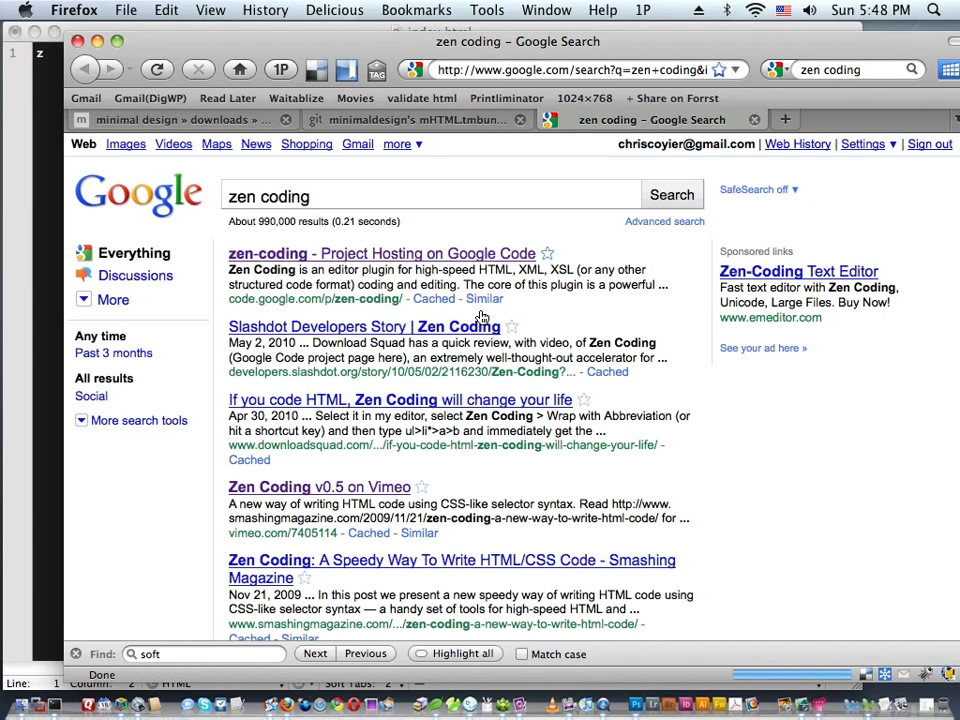 Firefox File Edit View History Delicious Bookmarks Tools Window Help 1P Sun 5:48 PM
zen coding – Google Search
1P TAG http://www.google.com/search?q=zen+coding&i zen coding
Gmail Gmail(DigWP) Read Later Waitablize Movies validate html Printliminator 1024×768 + Share on Forrst
m minimal design » downloads » ... git minimaldesign's mHTML.tmbun... zen coding – Google Search +
1 z
Web Images Videos Maps News Shopping Gmail more ▼ chriscoyier@gmail.com | Web History | Settings ▼ | Sign out
Google zen coding Search SafeSearch off ▼
About 990,000 results (0.21 seconds) Advanced search
Everything
Discussions
More
Any time
Past 3 months
All results
Social
More search tools
zen-coding - Project Hosting on Google Code
Zen Coding is an editor plugin for high-speed HTML, XML, XSL (or any other
structured code format) coding and editing. The core of this plugin is a powerful ...
code.google.com/p/zen-coding/ - Cached - Similar
Slashdot Developers Story | Zen Coding
May 2, 2010 ... Download Squad has a quick review, with video, of Zen Coding
(Google Code project page here), an extremely well-thought-out accelerator for ...
developers.slashdot.org/story/10/05/02/2116230/Zen-Coding?... - Cached
If you code HTML, Zen Coding will change your life
Apr 30, 2010 ... Select it in my editor, select Zen Coding > Wrap with Abbreviation (or
hit a shortcut key) and then type ul>li*>a>b and immediately get the ...
www.downloadsquad.com/.../if-you-code-html-zen-coding-will-change-your-life/ -
Cached
Zen Coding v0.5 on Vimeo
A new way of writing HTML code using CSS-like selector syntax. Read http://www.
smashingmagazine.com/2009/11/21/zen-coding-a-new-way-to-write-html-code/ for ...
vimeo.com/7405114 - Cached - Similar
Zen Coding: A Speedy Way To Write HTML/CSS Code - Smashing
Magazine
Nov 21, 2009 ... In this post we present a new speedy way of writing HTML code using
CSS-like selector syntax — a handy set of tools for high-speed HTML and ...
www.smashingmagazine.com/.../zen-coding-a-new-way-to-write-html-code/ -
Cached - Similar
Sponsored links
Zen-Coding Text Editor
Fast text editor with Zen Coding,
Unicode, Large Files. Buy Now!
www.emeditor.com
See your ad here »
Find: soft Next Previous Highlight all Match case
Done
Line: 1 Column: 2 HTML Soft Tabs: 2